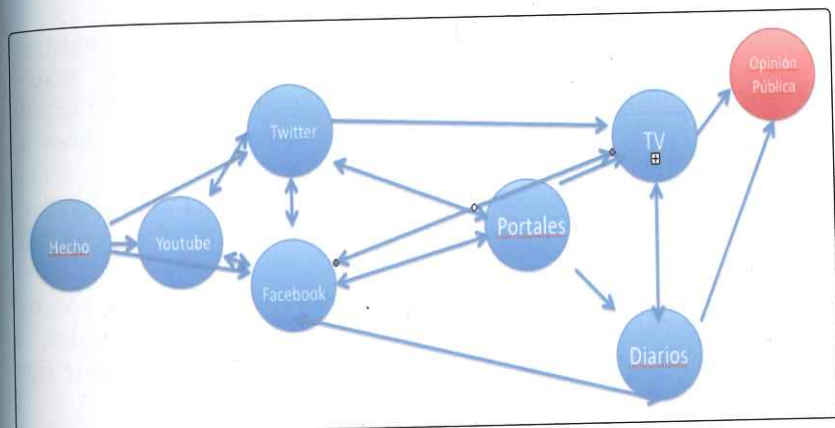 Opinión
Pública
Twitter
TV
Hecho
Youtube
Portales
Facebook
Diarios